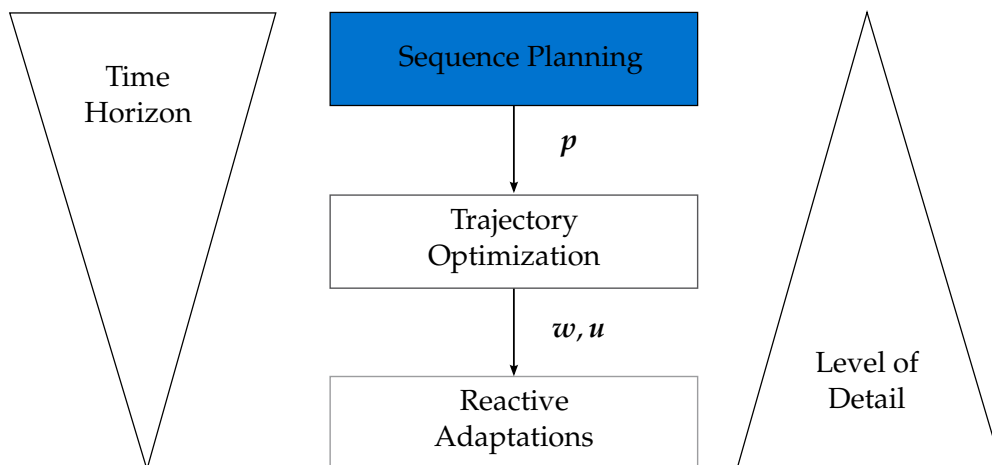 Time
Horizon
Sequence Planning
p
Trajectory
Optimization
w, u
Reactive
Adaptations
Level of
Detail